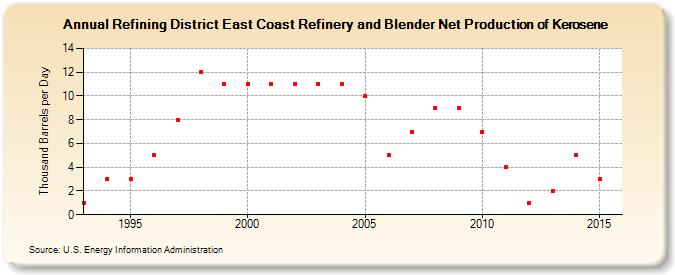 Annual Refining District East Coast Refinery and Blender Net Production of Kerosene
Thousand Barrels per Day
14
12
10
8
6
4
2
0
1995 2000 2005 2010 2015
Source: U.S. Energy Information Administration